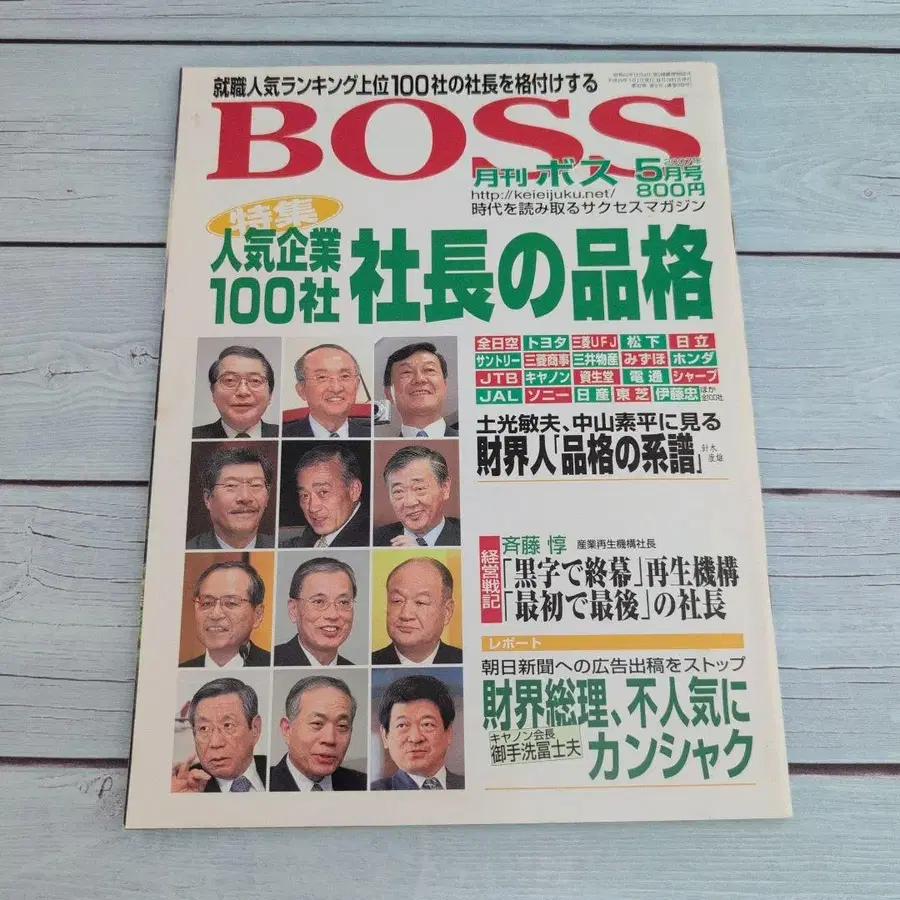 就職人気ランキング上位100社の社長を格付けする
BOSS
月刊 ボス 5月号
2007年
800円
http://keieijuku.net/
時代を読み取るサクセスマガジン
特集
人気企業
100社
社長の品格
全日空 トヨタ 三菱UFJ 松下 日立
サントリー 三菱商事 三井物産 みずほ ホンダ
JTB キヤノン 資生堂 電通 シャープ
JAL ソニー 日産 東芝 伊藤忠 ほか全100社
土光敏夫、中山素平に見る
財界人「品格の系譜」
経営戦記
斉藤 惇 産業再生機構社長
「黒字で終幕」再生機構
「最初で最後」の社長
レポート
朝日新聞への広告出稿をストップ
財界総理、不人気に
キヤノン会長
御手洗冨士夫
カンシャク